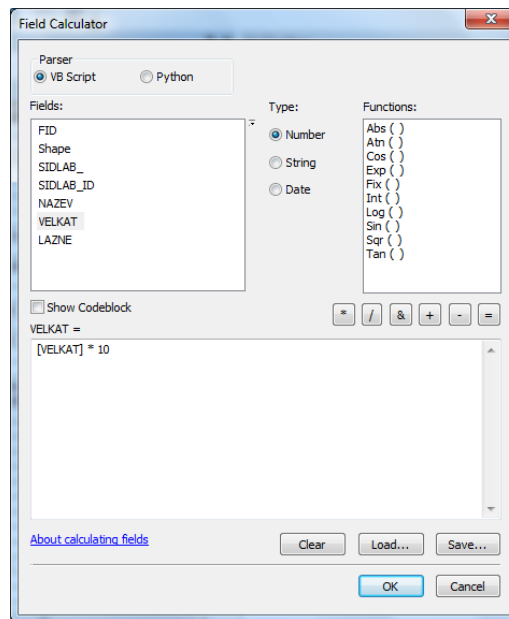 Field Calculator
Parser
VB Script
Python
Fields:
Type:
Functions:
FID
Shape
SIDLAB_
SIDLAB_ID
NAZEV
VELKAT
LAZNE
Number
String
Date
Abs ( )
Atn ( )
Cos ( )
Exp ( )
Fix ( )
Int ( )
Log ( )
Sin ( )
Sqr ( )
Tan ( )
Show Codeblock
* / & + - =
VELKAT =
[VELKAT] * 10
About calculating fields
Clear
Load...
Save...
OK
Cancel